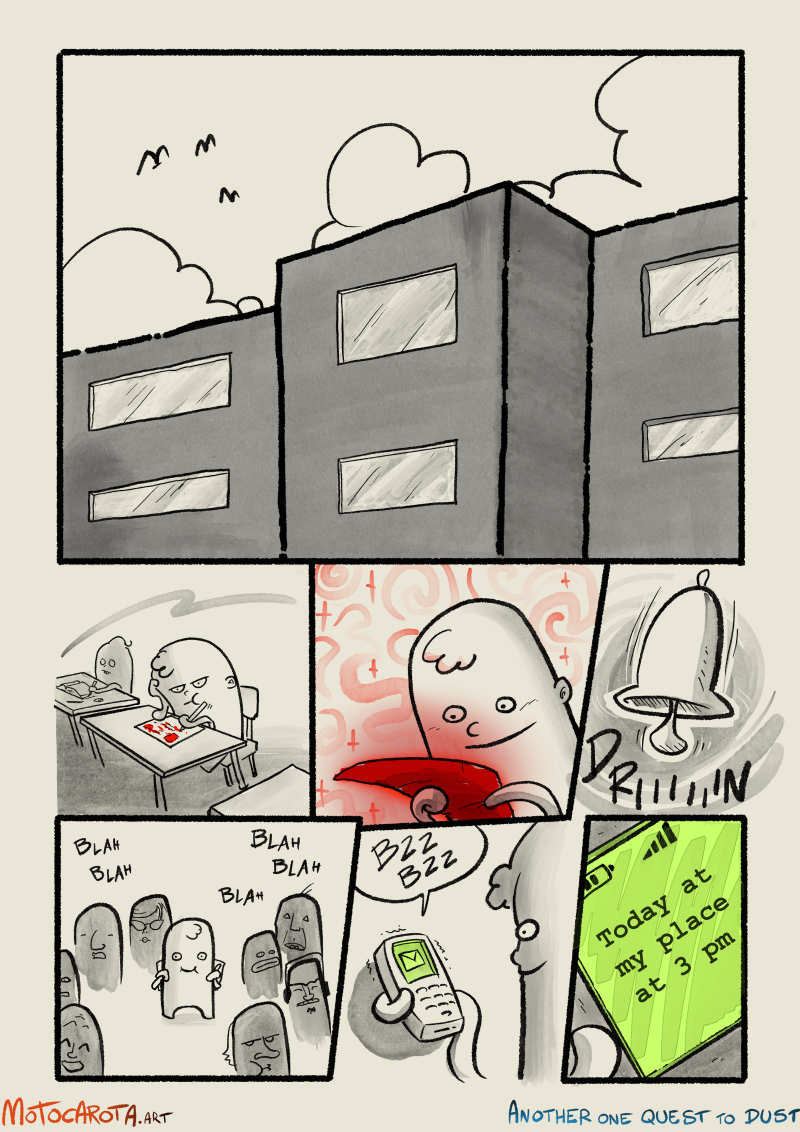 DRIIIIIIN
BLAH
BLAH
BLAH
BLAH
BLAH
BZZ
BZZ
Today at
my place
at 3 pm
MOTOCAROTA.ART
ANOTHER ONE QUEST TO DUST